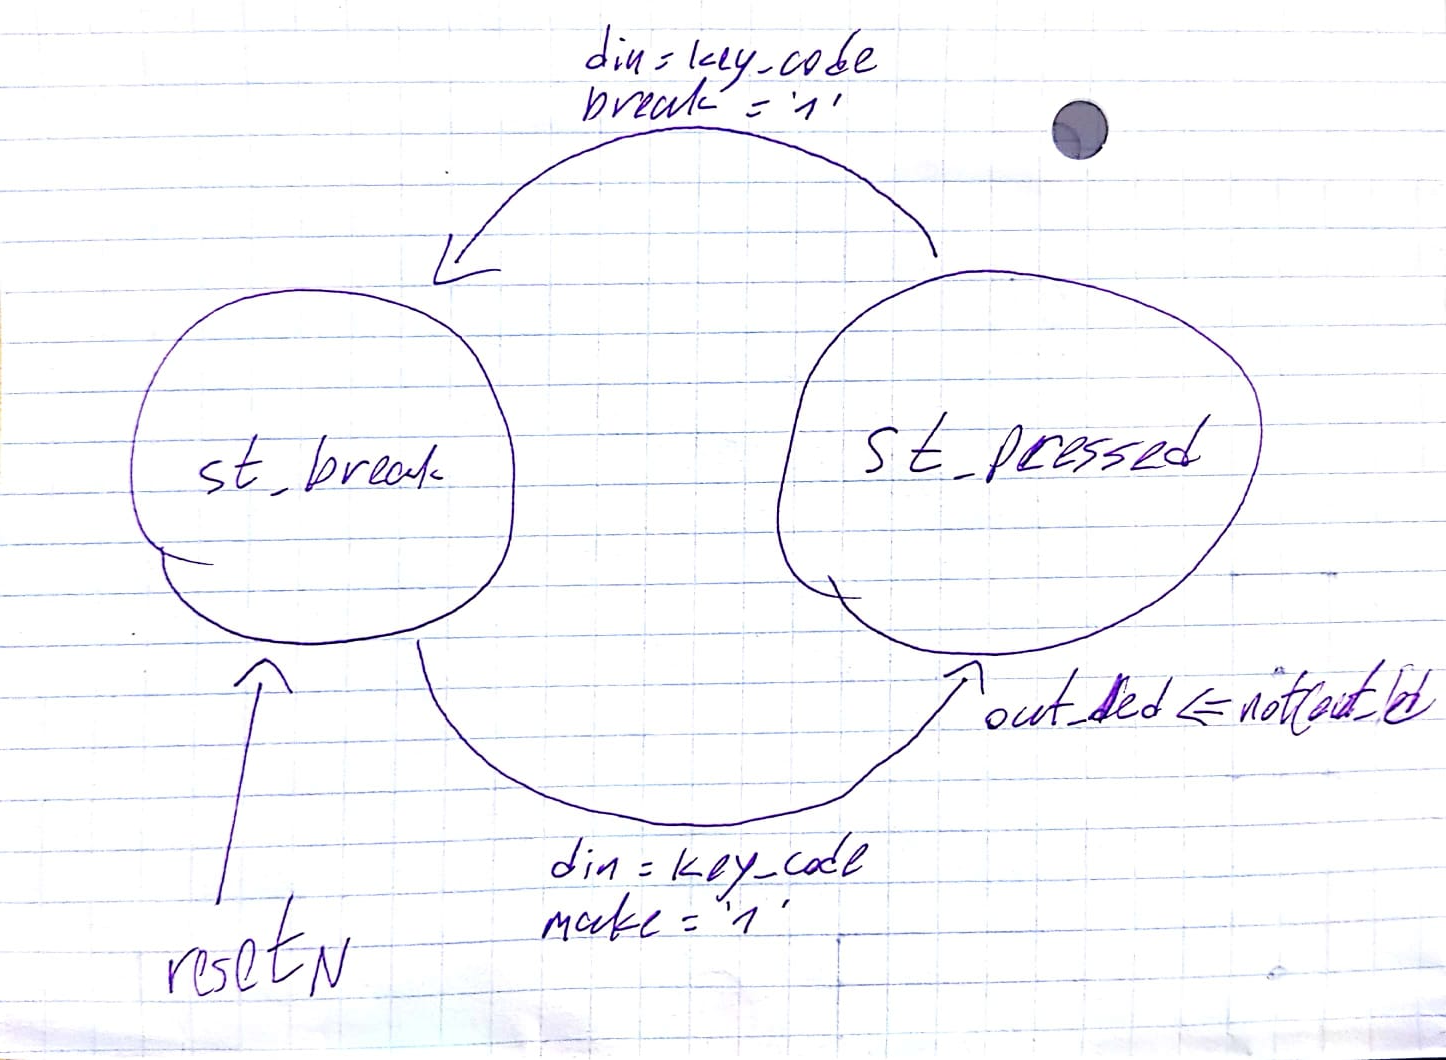 din = key_code
break = '1'
st_break
st_pressed
out_led <= not(out_led
din = key_code
make = '1'
resetN